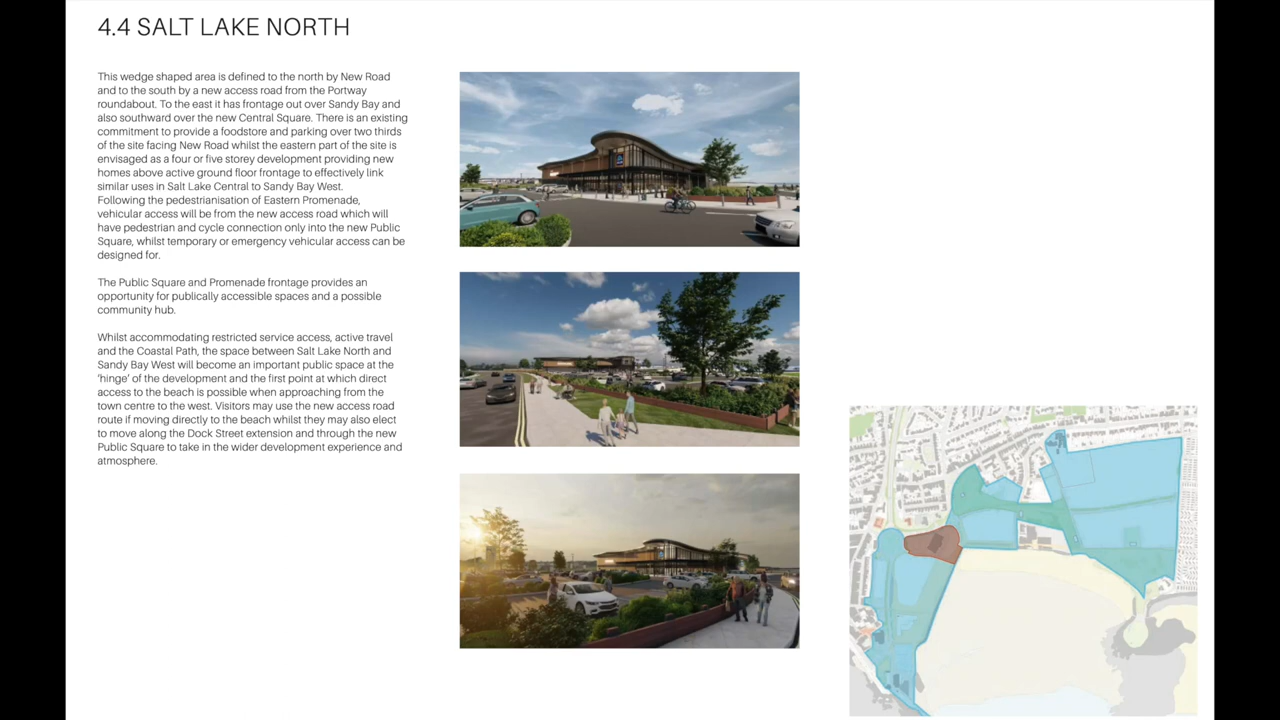 4.4 SALT LAKE NORTH
This wedge shaped area is defined to the north by New Road
and to the south by a new access road from the Portway
roundabout. To the east it has frontage out over Sandy Bay and
also southward over the new Central Square. There is an existing
commitment to provide a foodstore and parking over two thirds
of the site facing New Road whilst the eastern part of the site is
envisaged as a four or five storey development providing new
homes above active ground floor frontage to effectively link
similar uses in Salt Lake Central to Sandy Bay West.
Following the pedestrianisation of Eastern Promenade,
vehicular access will be from the new access road which will
have pedestrian and cycle connection only into the new Public
Square, whilst temporary or emergency vehicular access can be
designed for.
The Public Square and Promenade frontage provides an
opportunity for publically accessible spaces and a possible
community hub.
Whilst accommodating restricted service access, active travel
and the Coastal Path, the space between Salt Lake North and
Sandy Bay West will become an important public space at the
'hinge' of the development and the first point at which direct
access to the beach is possible when approaching from the
town centre to the west. Visitors may use the new access road
route if moving directly to the beach whilst they may also elect
to move along the Dock Street extension and through the new
Public Square to take in the wider development experience and
atmosphere.